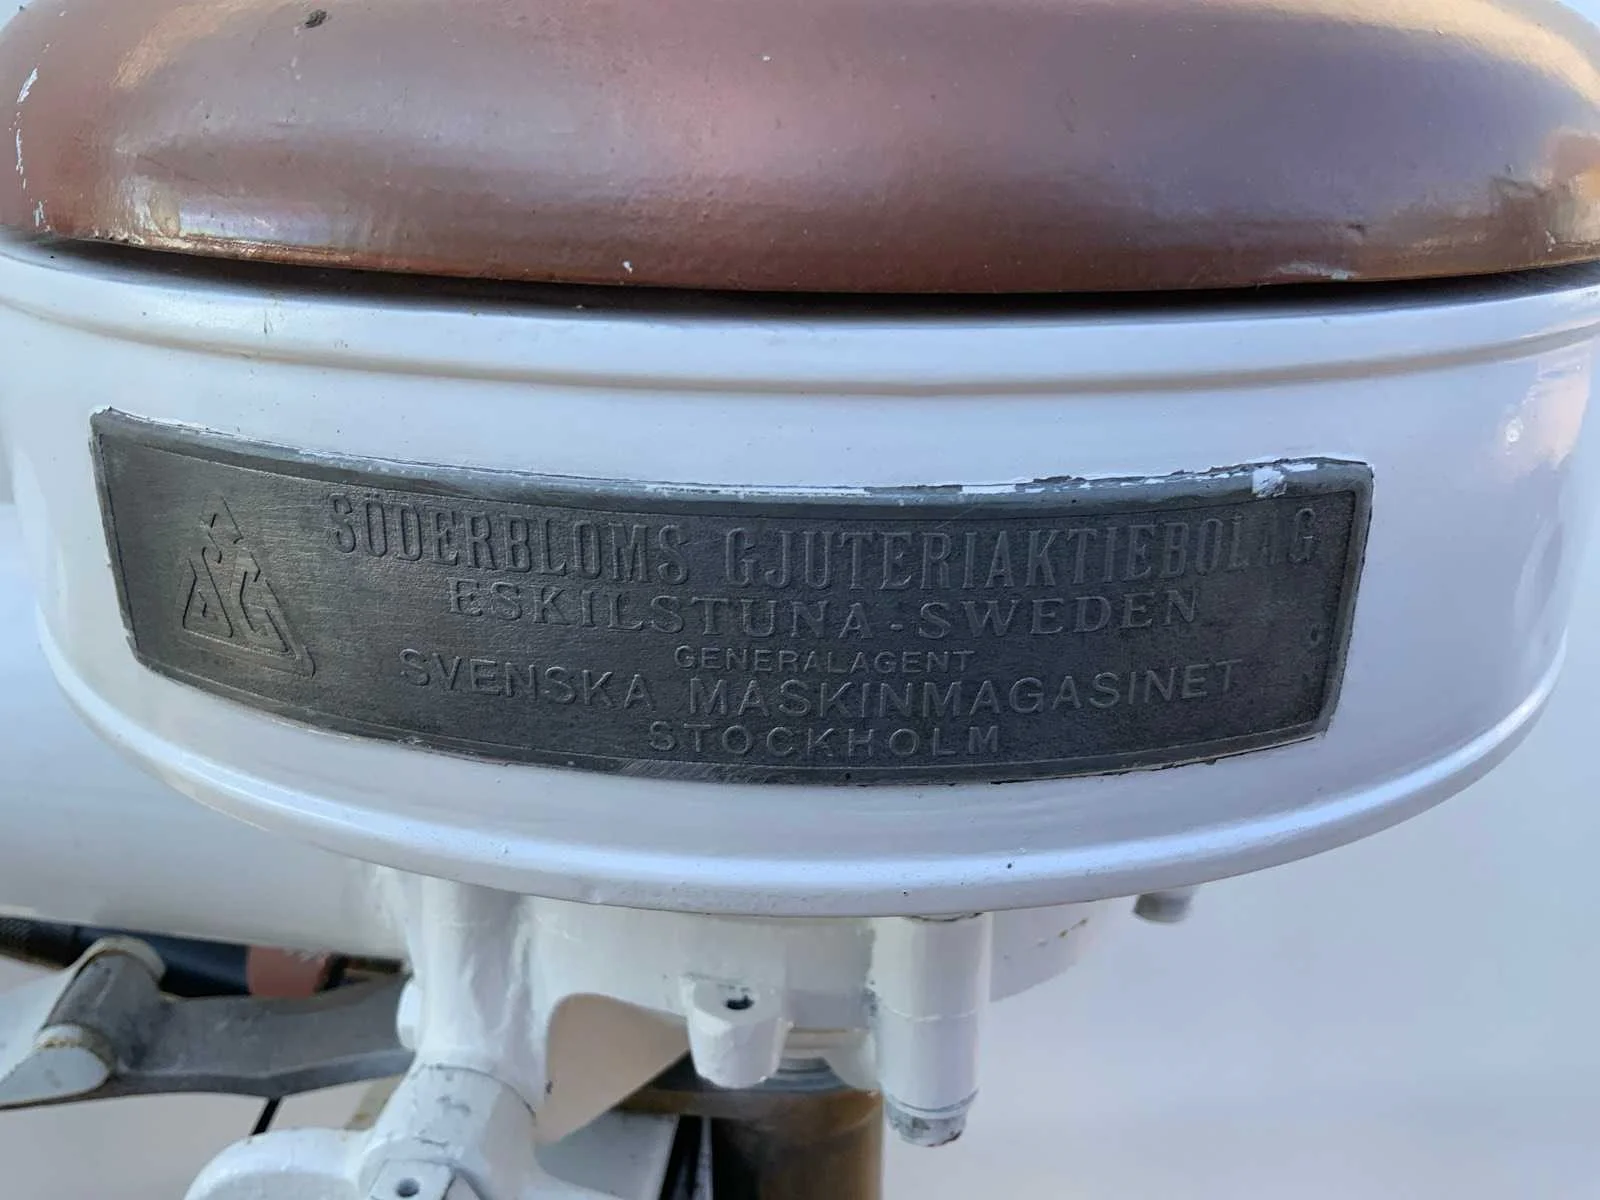 SÖDERBLOMS GJUTERIAKTIEBOLAG
ESKILSTUNA-SWEDEN
GENERALAGENT
SVENSKA MASKINMAGASINET
STOCKHOLM